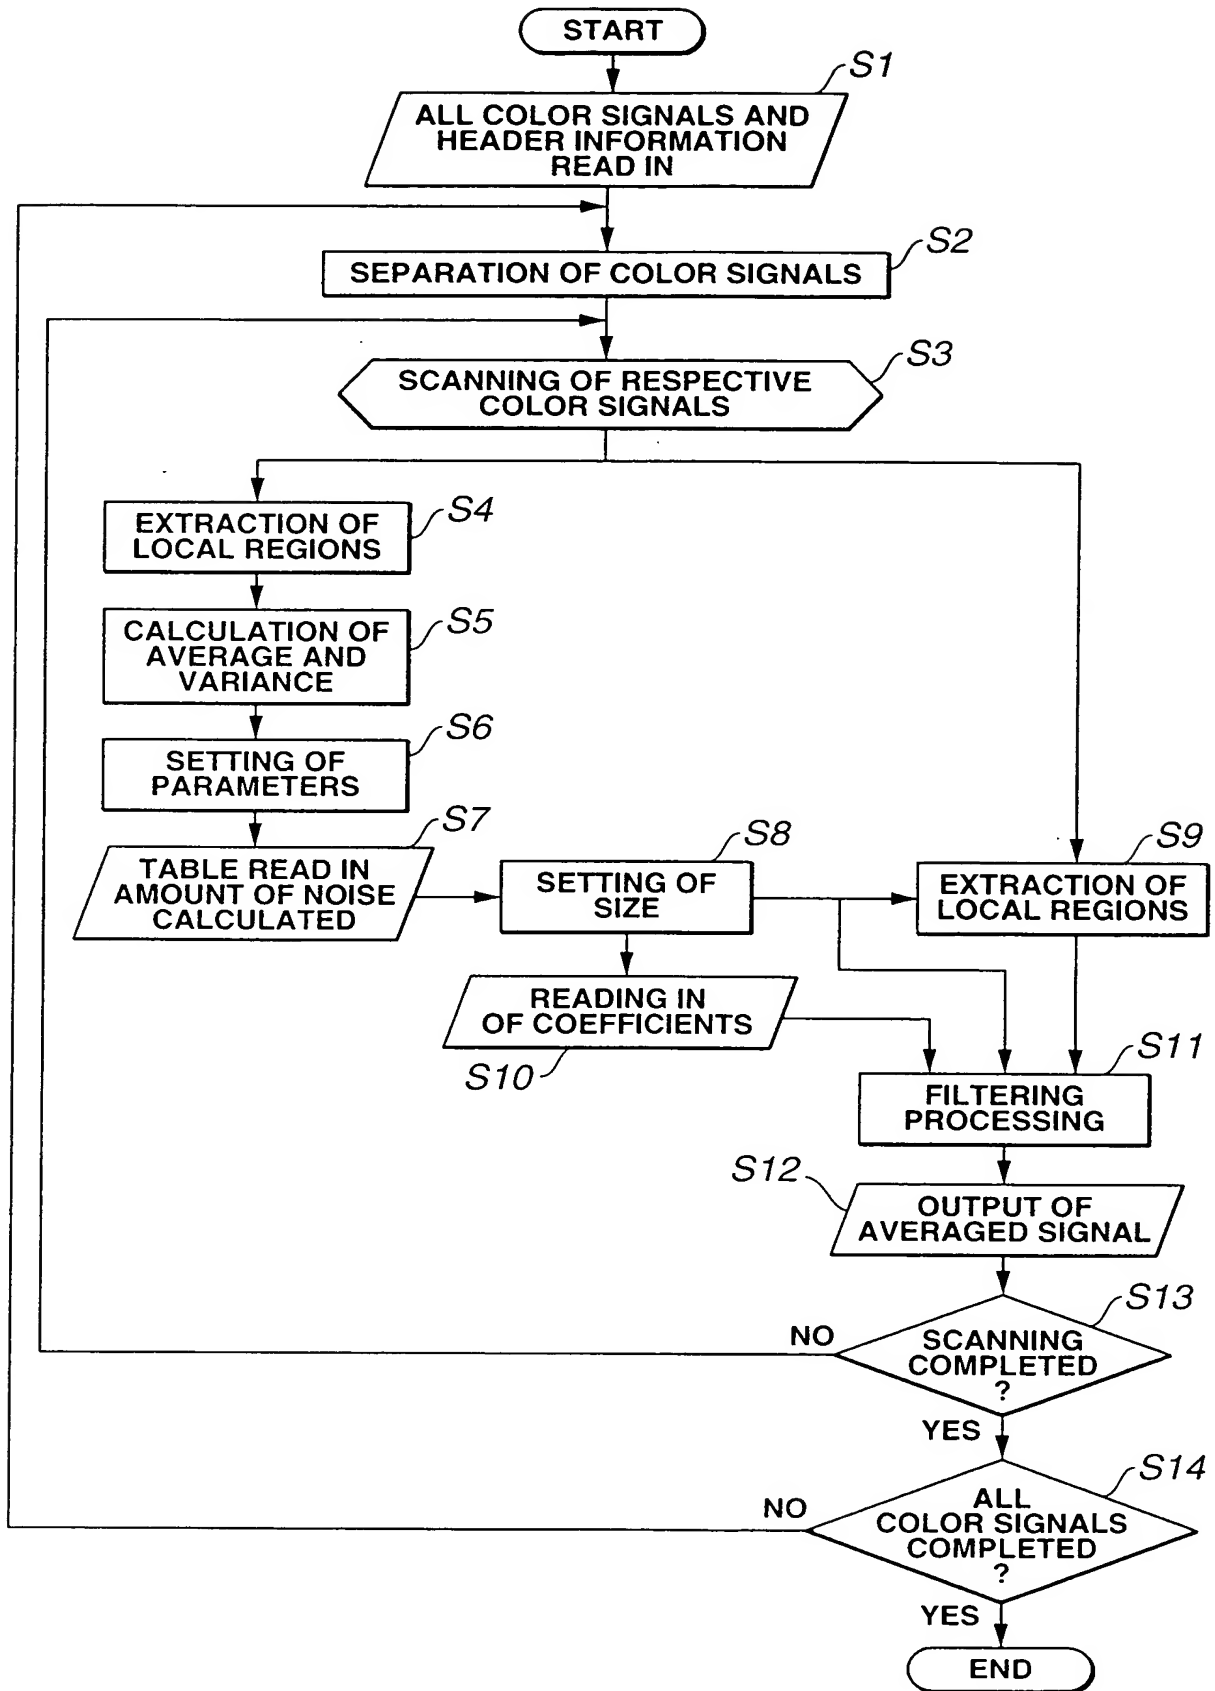 START
S1
ALL COLOR SIGNALS AND
HEADER INFORMATION
READ IN
S2
SEPARATION OF COLOR SIGNALS
S3
SCANNING OF RESPECTIVE
COLOR SIGNALS
S4
EXTRACTION OF
LOCAL REGIONS
S5
CALCULATION OF
AVERAGE AND
VARIANCE
S6
SETTING OF
PARAMETERS
S7
TABLE READ IN
AMOUNT OF NOISE
CALCULATED
S8
SETTING OF
SIZE
S9
EXTRACTION OF
LOCAL REGIONS
READING IN
OF COEFFICIENTS
S10
S11
FILTERING
PROCESSING
S12
OUTPUT OF
AVERAGED SIGNAL
S13
NO
SCANNING
COMPLETED
?
YES
S14
NO
ALL
COLOR SIGNALS
COMPLETED
?
YES
END